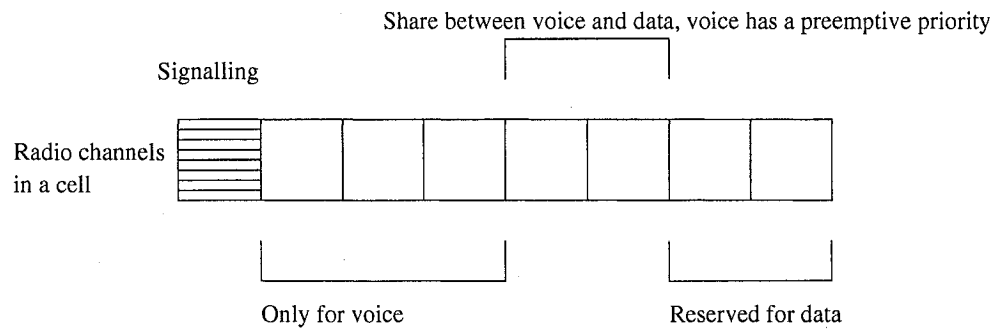 Share between voice and data, voice has a preemptive priority
Signalling
Radio channels
in a cell
Only for voice
Reserved for data